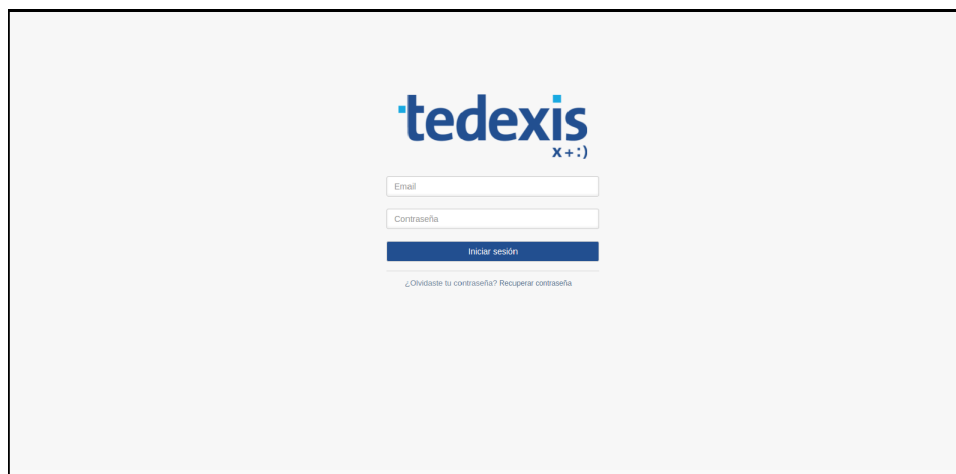 tedexis
x+:)
Email
Contraseña
Iniciar sesión
¿Olvidaste tu contraseña? Recuperar contraseña